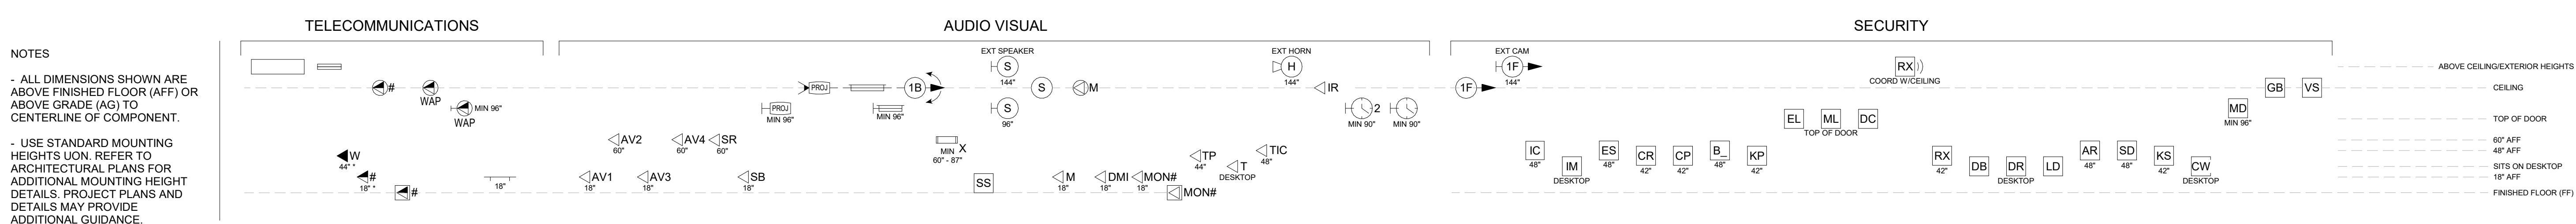 TELECOMMUNICATIONS
AUDIO VISUAL
SECURITY
NOTES
- ALL DIMENSIONS SHOWN ARE
ABOVE FINISHED FLOOR (AFF) OR
ABOVE GRADE (AG) TO
CENTERLINE OF COMPONENT.
- USE STANDARD MOUNTING
HEIGHTS UON. REFER TO
ARCHITECTURAL PLANS FOR
ADDITIONAL MOUNTING HEIGHT
DETAILS. PROJECT PLANS AND
DETAILS MAY PROVIDE
ADDITIONAL GUIDANCE.
#
WAP
MIN 96"
WAP
W
44" *
#
18" *
#
18"
PROJ
PROJ
MIN 96"
MIN 96"
1B
EXT SPEAKER
S
144"
S
S
96"
M
EXT HORN
H
144"
IR
2
MIN 90"
MIN 90"
AV2
60"
AV4
60"
SR
60"
MIN X
60" - 87"
TP
44"
T
DESKTOP
TIC
48"
AV1
18"
AV3
18"
SB
18"
SS
M
18"
DMI
18"
MON#
18"
MON#
EXT CAM
1F
144"
1F
RX
COORD W/CEILING
GB
VS
MD
MIN 96"
EL
ML
DC
TOP OF DOOR
IC
48"
IM
DESKTOP
ES
48"
CR
42"
CP
42"
B_
48"
KP
42"
RX
42"
DB
DR
DESKTOP
LD
AR
48"
SD
48"
KS
42"
CW
DESKTOP
ABOVE CEILING/EXTERIOR HEIGHTS
CEILING
TOP OF DOOR
60" AFF
48" AFF
SITS ON DESKTOP
18" AFF
FINISHED FLOOR (FF)